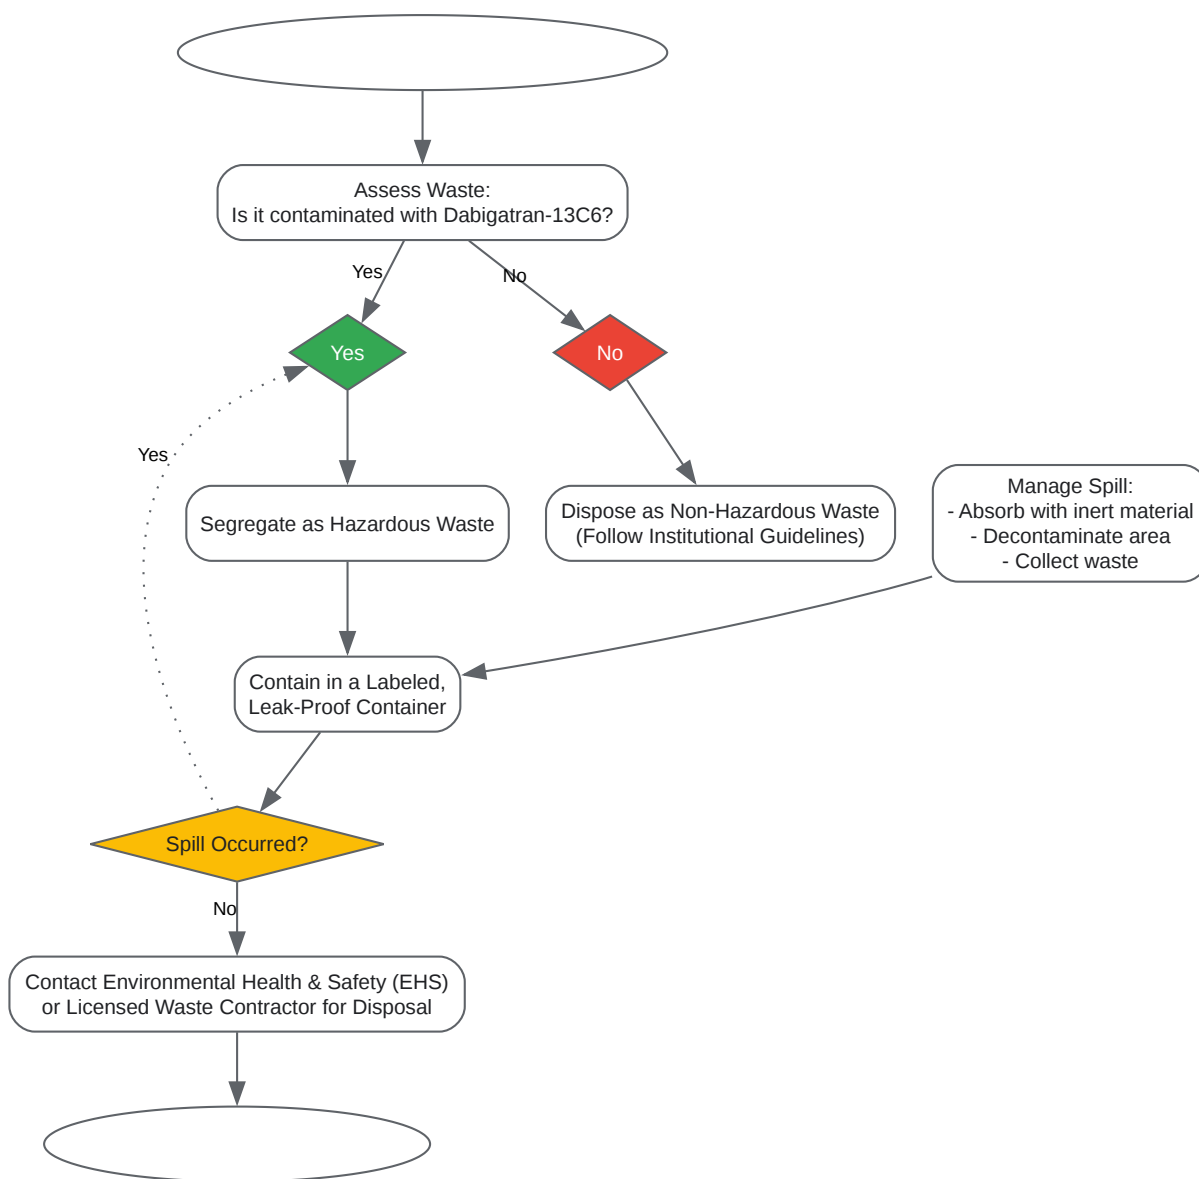 Assess Waste:
Is it contaminated with Dabigatran-13C6?
Yes
No
Yes
No
Yes
Segregate as Hazardous Waste
Dispose as Non-Hazardous Waste
(Follow Institutional Guidelines)
Manage Spill:
- Absorb with inert material
- Decontaminate area
- Collect waste
Contain in a Labeled,
Leak-Proof Container
Spill Occurred?
No
Contact Environmental Health & Safety (EHS)
or Licensed Waste Contractor for Disposal